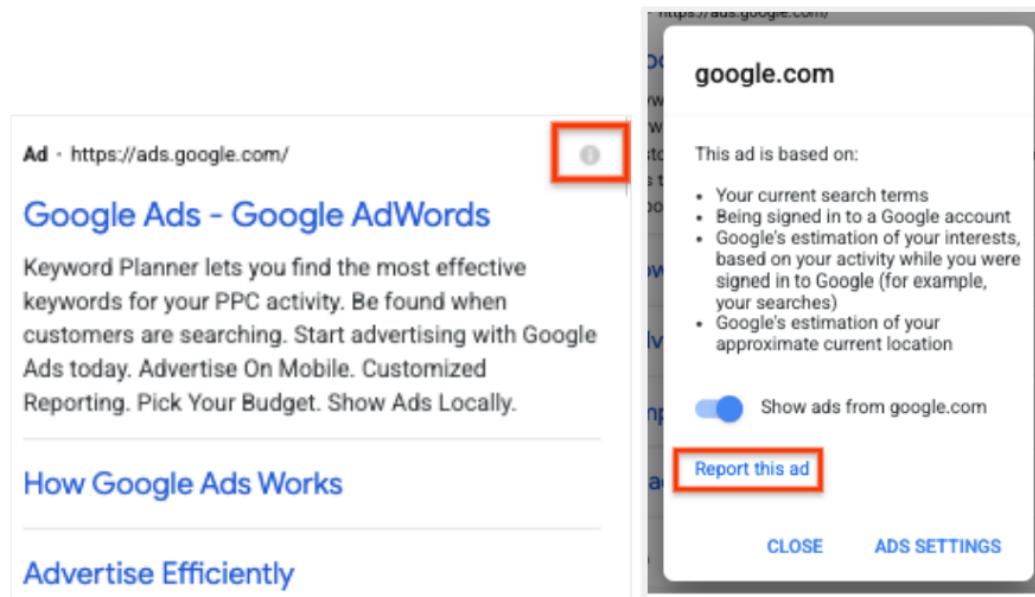 Ad · https://ads.google.com/
Google Ads - Google AdWords
Keyword Planner lets you find the most effective
keywords for your PPC activity. Be found when
customers are searching. Start advertising with Google
Ads today. Advertise On Mobile. Customized
Reporting. Pick Your Budget. Show Ads Locally.
How Google Ads Works
Advertise Efficiently
https://ads.google.com/
google.com
This ad is based on:
• Your current search terms
• Being signed in to a Google account
• Google's estimation of your interests,
based on your activity while you were
signed in to Google (for example,
your searches)
• Google's estimation of your
approximate current location
Show ads from google.com
Report this ad
CLOSE ADS SETTINGS